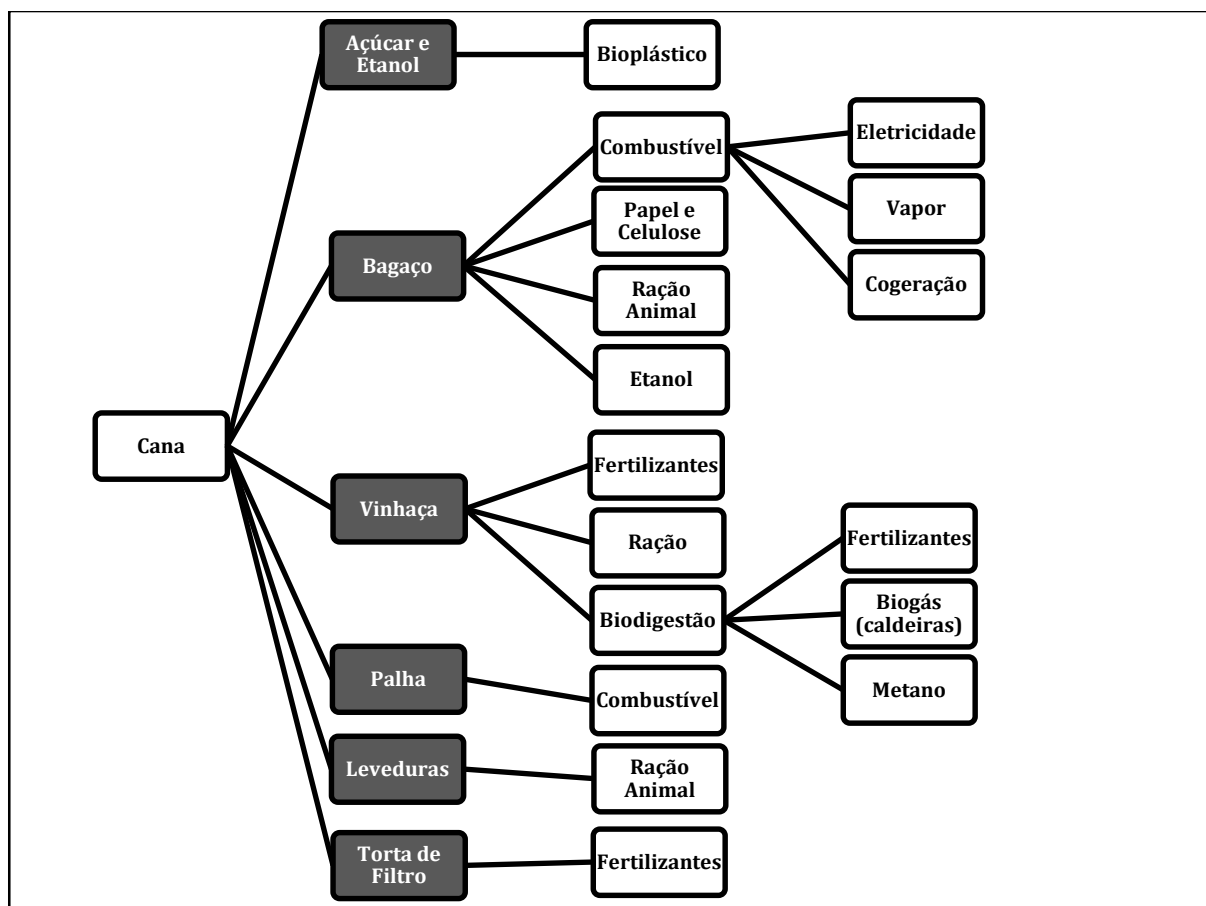 Açúcar e
Etanol
Bioplástico
Combustível
Eletricidade
Papel e
Celulose
Vapor
Bagaço
Ração
Animal
Cogeração
Etanol
Cana
Fertilizantes
Vinhaça
Ração
Fertilizantes
Biodigestão
Biogás
(caldeiras)
Palha
Combustível
Metano
Leveduras
Ração
Animal
Torta de
Filtro
Fertilizantes